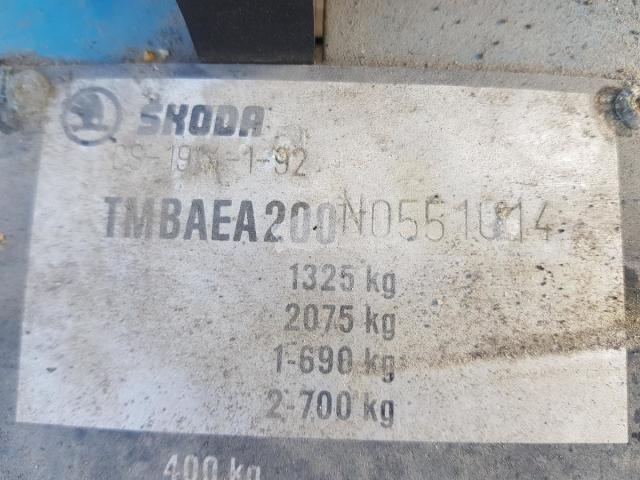 ŠKODA
TMBAEA200N0551014
1325 kg
2075 kg
1-690 kg
2-700 kg
400 kg